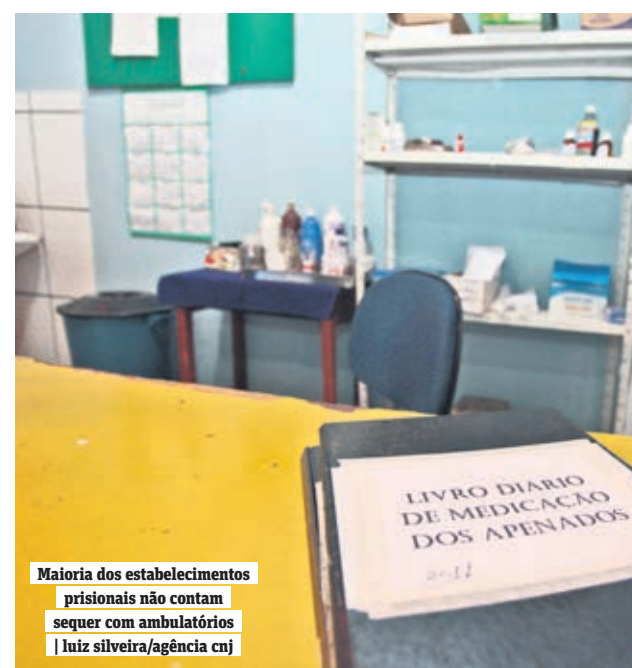 LIVRO DIARIO
DE MEDICAÇÃO
DOS APENADOS
Maioria dos estabelecimentos
prisionais não contam
sequer com ambulatórios
| luiz silveira/agência cnj